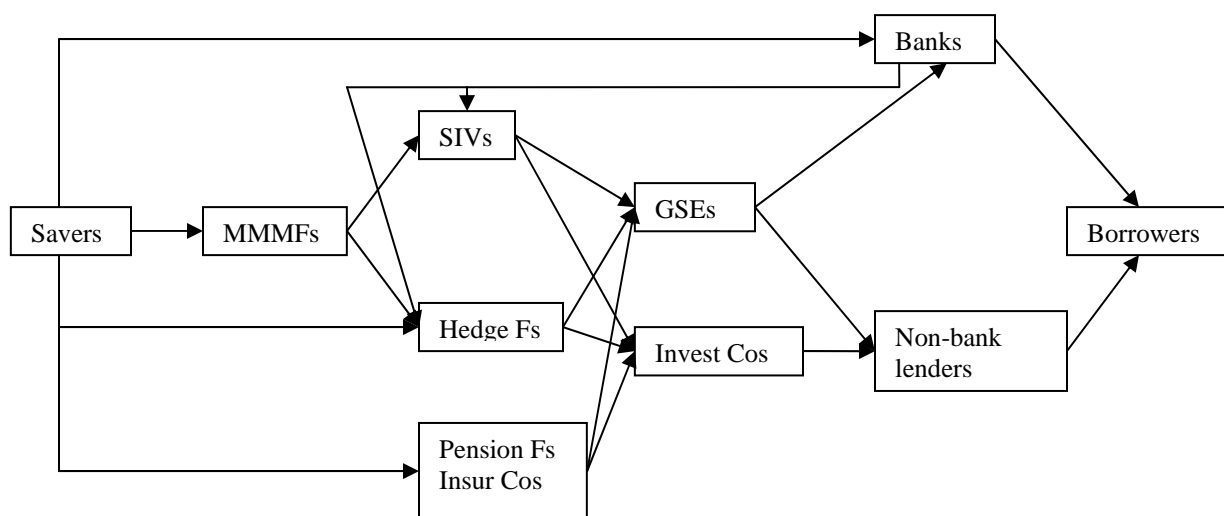 Banks
SIVs
GSEs
Savers
MMMFs
Borrowers
Hedge Fs
Invest Cos
Non-bank
lenders
Pension Fs
Insur Cos